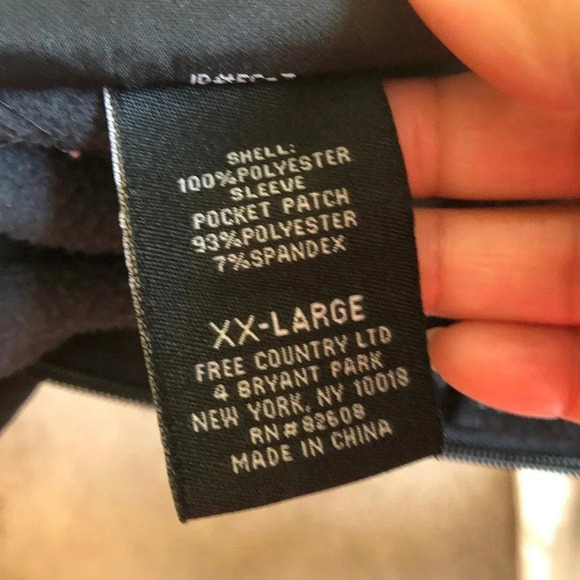 SHELL:
100%POLYESTER
SLEEVE
POCKET PATCH
93%POLYESTER
7%SPANDEX
XX-LARGE
FREE COUNTRY LTD
4 BRYANT PARK
NEW YORK, NY 10018
RN#82608
MADE IN CHINA